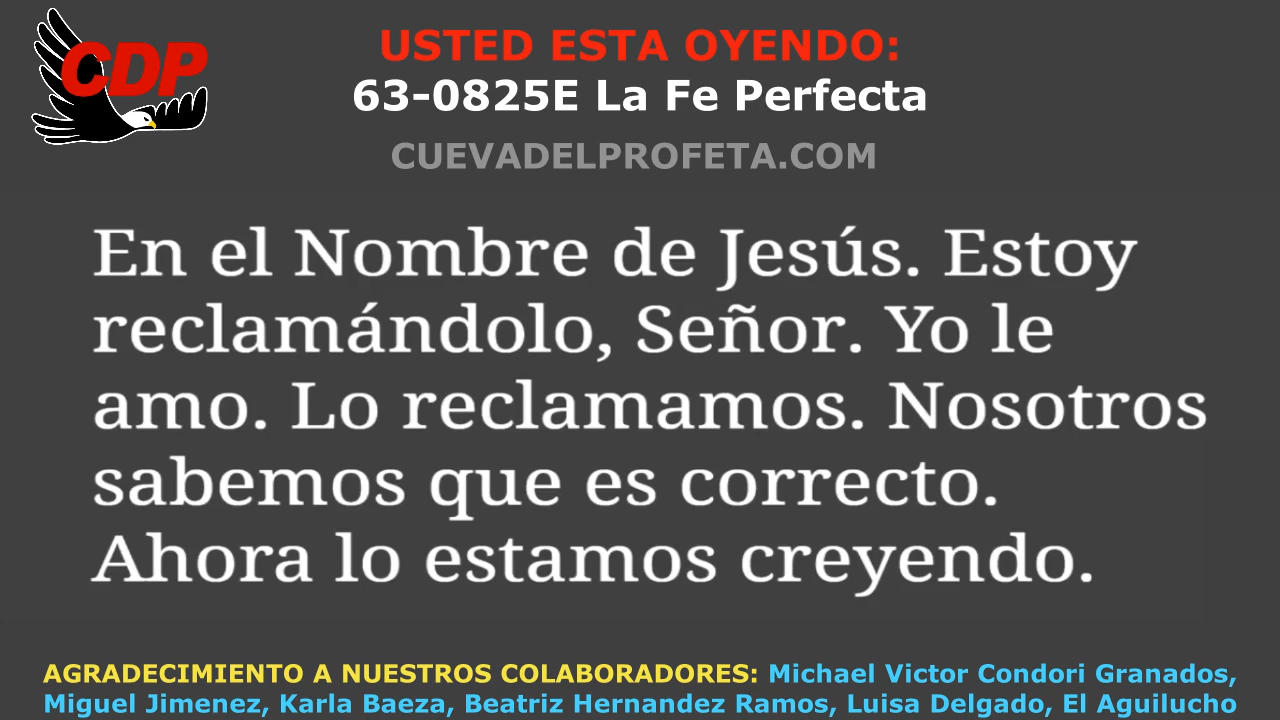 CDP
USTED ESTA OYENDO:
63-0825E La Fe Perfecta
CUEVADELPROFETA.COM
En el Nombre de Jesús. Estoy
reclamándolo, Señor. Yo le
amo. Lo reclamamos. Nosotros
sabemos que es correcto.
Ahora lo estamos creyendo.
AGRADECIMIENTO A NUESTROS COLABORADORES: Michael Victor Condori Granados,
Miguel Jimenez, Karla Baeza, Beatriz Hernandez Ramos, Luisa Delgado, El Aguilucho